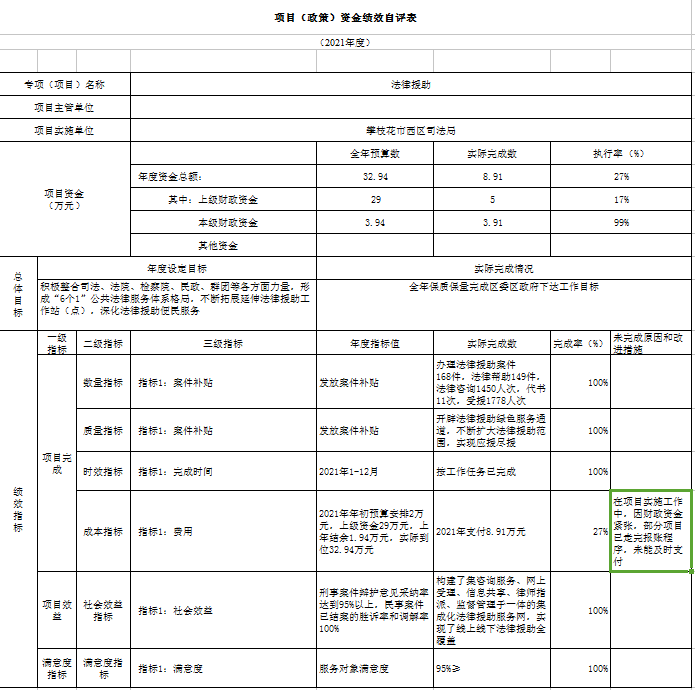 项目（政策）资金绩效自评表
（2021年度）
专项（项目）名称 法律援助
项目主管单位
项目实施单位 攀枝花市西区司法局
项目资金
（万元）
全年预算数 实际完成数 执行率（%）
年度资金总额： 32.94 8.91 27%
其中：上级财政资金 29 5 17%
本级财政资金 3.94 3.91 99%
其他资金
总体目标
年度设定目标 实际完成情况
积极整合司法、法院、检察院、民政、群团等各方面力量，形
成“6个1”公共法律服务体系格局，不断拓展延伸法律援助工
作站（点），深化法律援助便民服务
全年保质保量完成区委区政府下达工作目标
绩效指标
一级
指标
二级指标 三级指标 年度指标值 实际完成数 完成率（%）
未完成原因和改
进措施
项目完
成
数量指标 指标1：案件补贴 发放案件补贴
办理法律援助案件
168件，法律帮助149件，
法律咨询1450人次，代书
11次，受援1778人次
100%
质量指标 指标1：案件补贴 发放案件补贴
开辟法律援助绿色服务通
道，不断扩大法律援助范
围，实现应援尽援
100%
时效指标 指标1：完成时间 2021年1-12月 按工作任务已完成 100%
成本指标 指标1：费用
2021年年初预算安排2万
元，上级资金29万元，上
年结余1.94万元，实际到
位32.94万元
2021年支付8.91万元 27%
在项目实施工作
中，因财政资金
紧张，部分项目
已走完报账程
序，未能及时支
付
项目效
益
社会效益
指标
指标1：社会效益
刑事案件辩护意见采纳率
达到95%以上，民事案件
已结案的胜诉率和调解率
100%
构建了集咨询服务、网上
受理、信息共享、律师指
派、监督管理于一体的集
成化法律援助服务网，实
现了线上线下法律援助全
覆盖
100%
满意度
指标
满意度指
标
指标1：满意度 服务对象满意度 95%≥ 100%